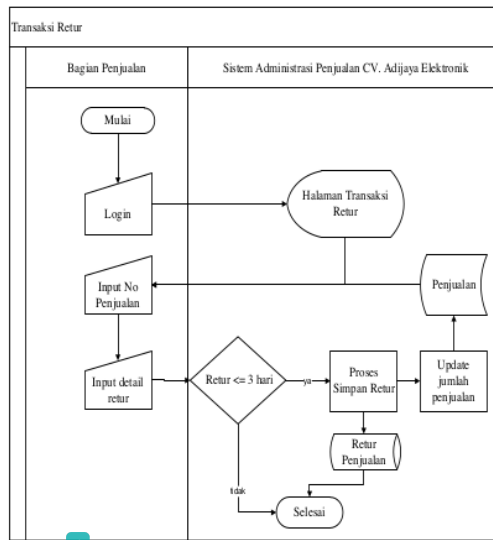 Transaksi Retur
Bagian Penjualan
Sistem Administrasi Penjualan CV. Adijaya Elektronik
Mulai
Login
Halaman Transaksi
Retur
Input No
Penjualan
Penjualan
Input detail
retur
Retur <= 3 hari
ya
Proses
Simpan Retur
Update
jumlah
penjualan
Retur
Penjualan
tidak
Selesai